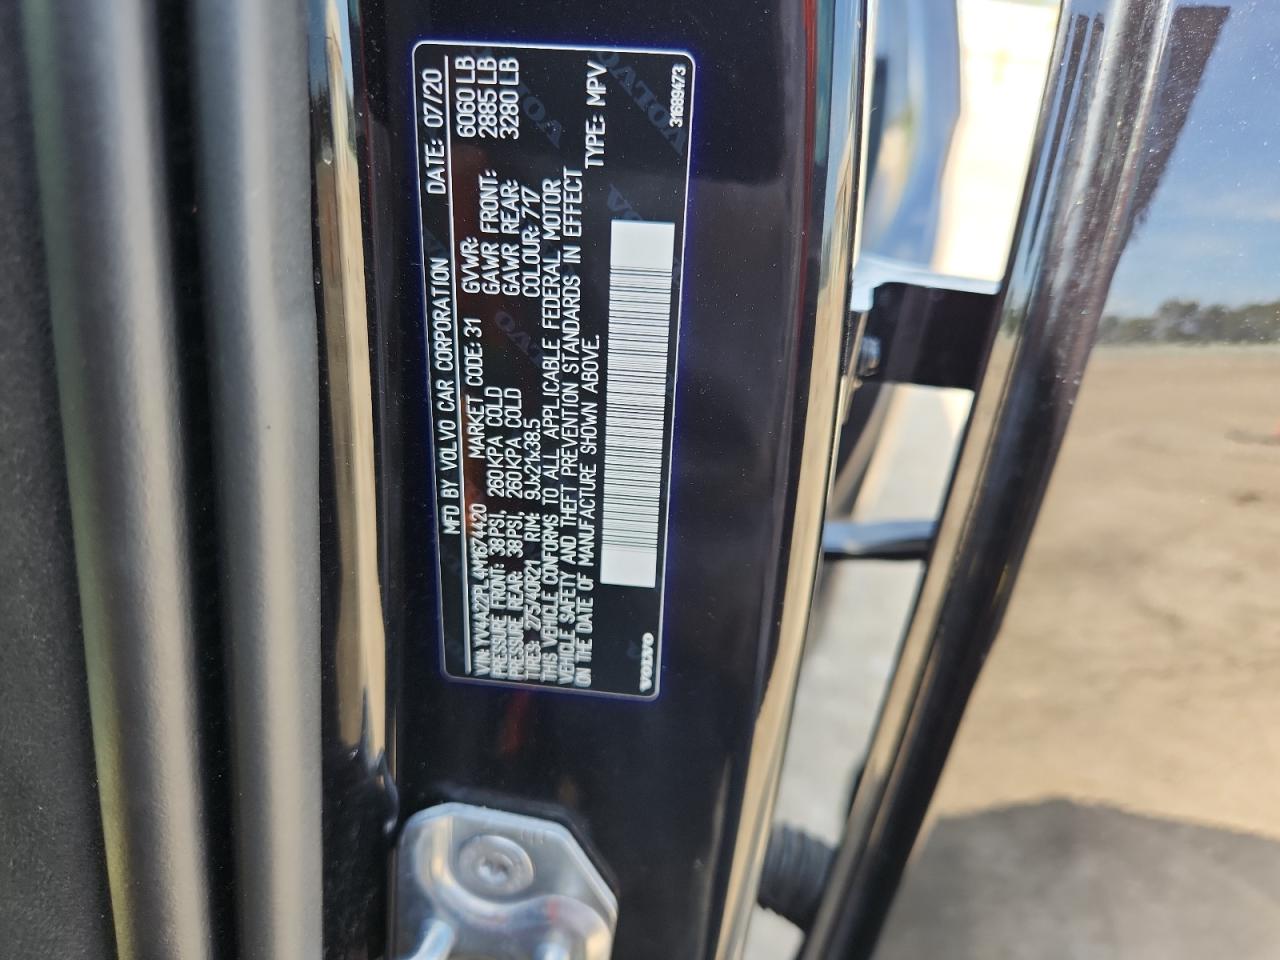 MFD BY VOLVO CAR CORPORATION DATE: 07/20
VIN: YV4A22PL4M1674420 MARKET CODE: 31 GVWR: 6060 LB
PRESSURE FRONT: 38PSI, 260KPA COLD GAWR FRONT: 2885 LB
PRESSURE REAR: 38PSI, 260KPA COLD GAWR REAR: 3280 LB
TIRES: 275/40R21 RIM: 9Jx21x38.5 COLOUR: 717
THIS VEHICLE CONFORMS TO ALL APPLICABLE FEDERAL MOTOR
VEHICLE SAFETY AND THEFT PREVENTION STANDARDS IN EFFECT
ON THE DATE OF MANUFACTURE SHOWN ABOVE. TYPE: MPV
VOLVO 31689473